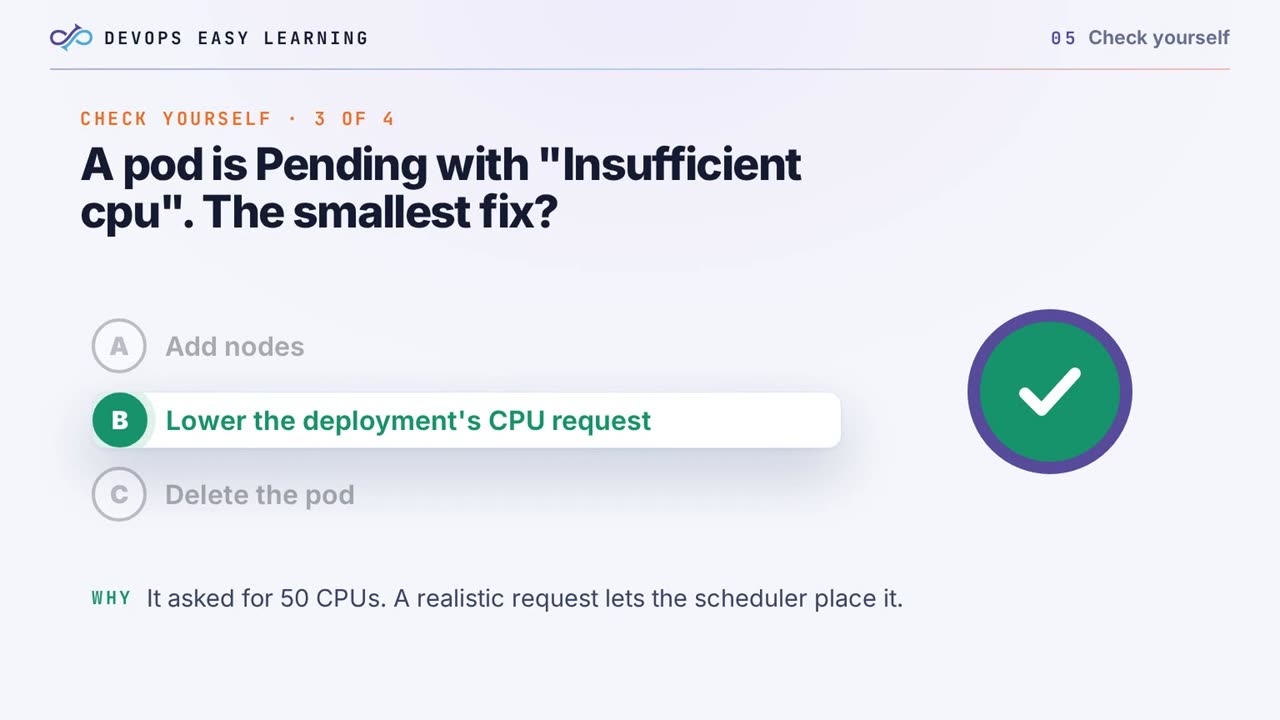 DEVOPS EASY LEARNING
05 Check yourself
CHECK YOURSELF · 3 OF 4
A pod is Pending with "Insufficient
cpu". The smallest fix?
A Add nodes
B Lower the deployment's CPU request
C Delete the pod
WHY It asked for 50 CPUs. A realistic request lets the scheduler place it.